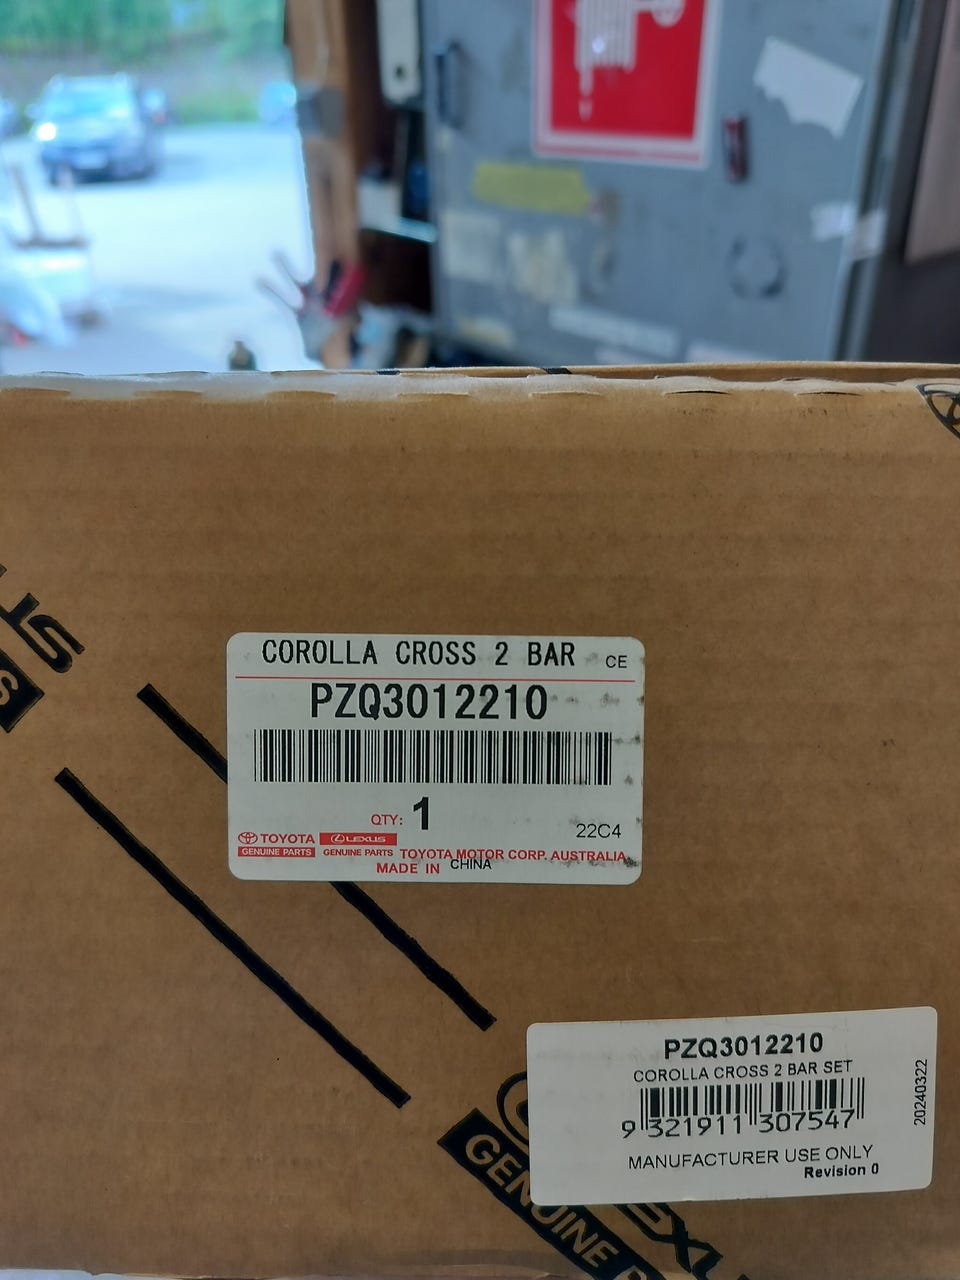 COROLLA CROSS 2 BAR CE
PZQ3012210
QTY: 1
22C4
TOYOTA LEXUS
GENUINE PARTS GENUINE PARTS TOYOTA MOTOR CORP. AUSTRALIA
MADE IN CHINA
PZQ3012210
COROLLA CROSS 2 BAR SET
9 321911 307547
MANUFACTURER USE ONLY
Revision 0
20240322
GENUINE